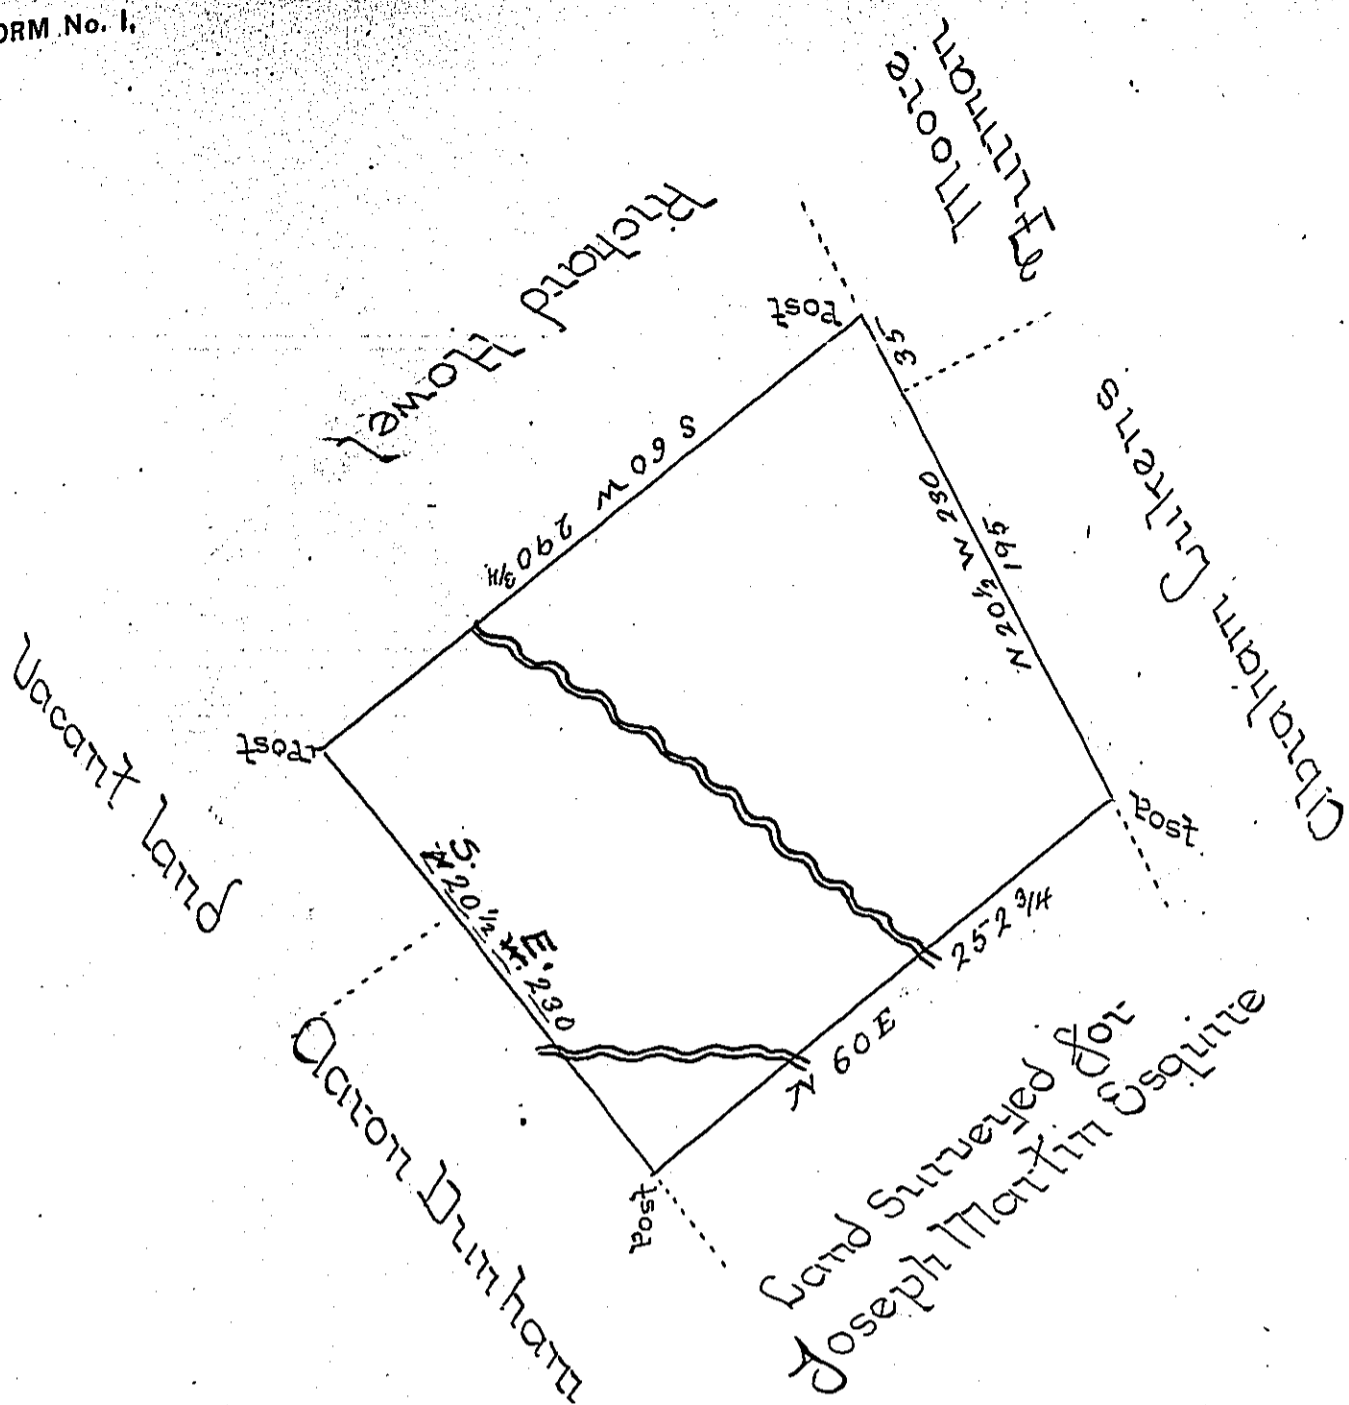 ORM No. 1,
Moore
Furman
Richard Howel
Post
35
S 60 W 290 3/4
N 20 1/2 W 230
195
Abraham Lukens
Vacant land
Post
Post
S.
N 20 1/2 W. 230
E.
252 3/4
N 60 E
Aaron Dunham
Post
Land Surveyed for
Joseph Martin Esquire